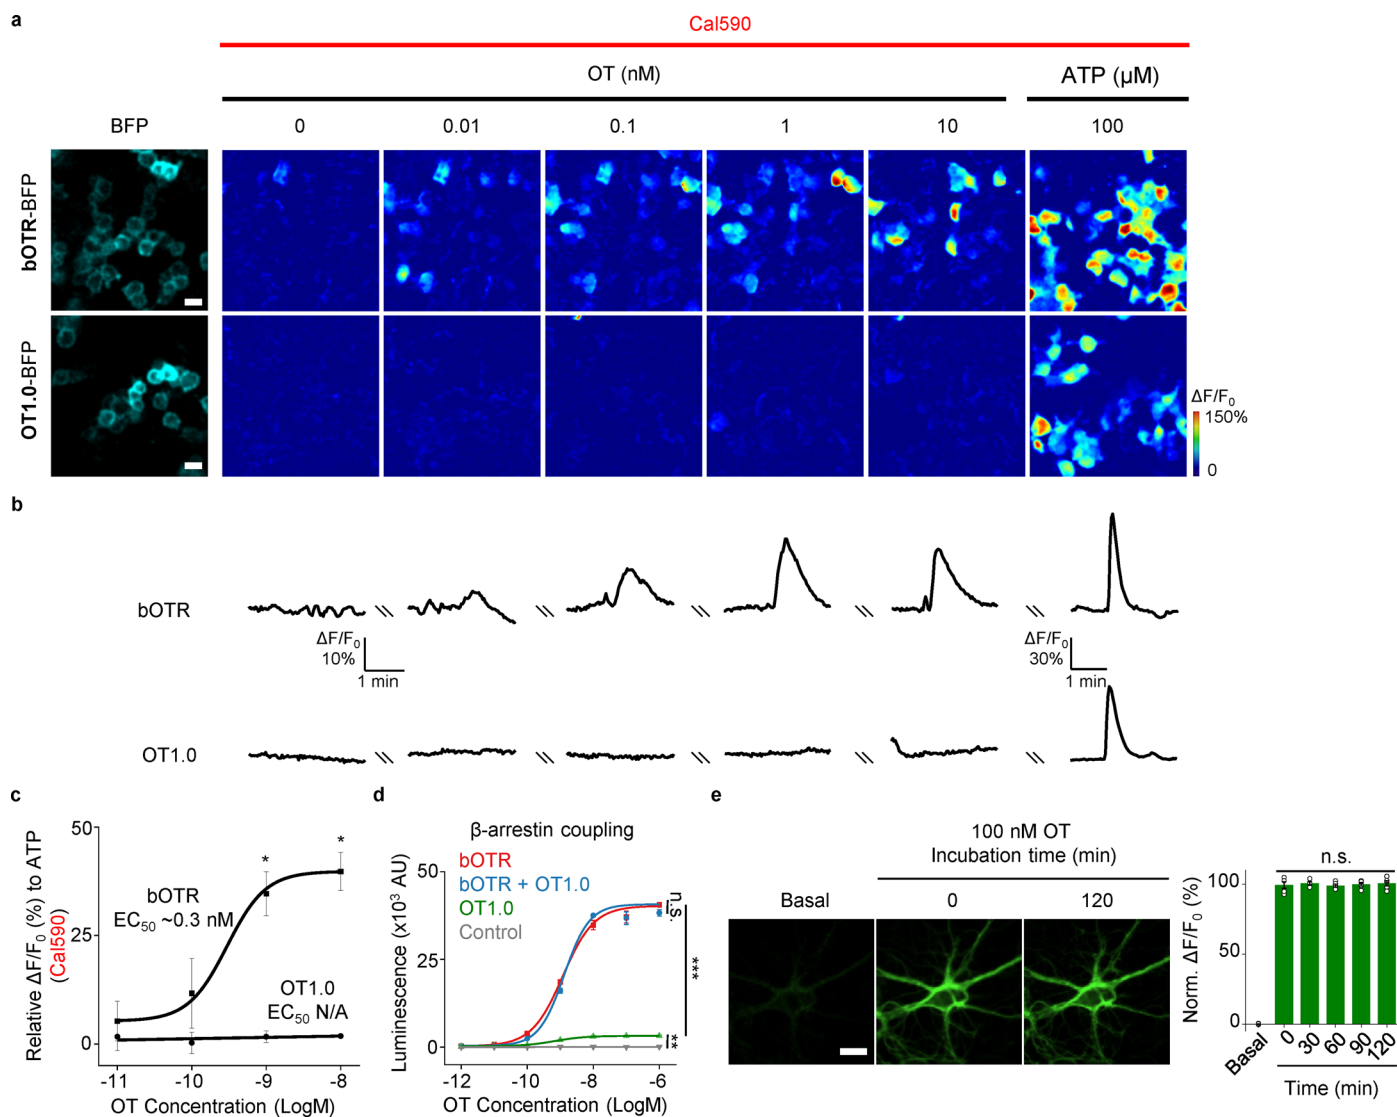 a
Cal590
OT (nM)
ATP (µM)
BFP
0
0.01
0.1
1
10
100
bOTR-BFP
OT1.0-BFP
ΔF/F0
150%
0
b
bOTR
ΔF/F0
10%
1 min
ΔF/F0
30%
1 min
OT1.0
c
Relative ΔF/F0 (%) to ATP
(Cal590)
50
25
0
*
*
bOTR
EC50 ~0.3 nM
OT1.0
EC50 N/A
-11
-10
-9
-8
OT Concentration (LogM)
d
β-arrestin coupling
Luminescence (x10³ AU)
50
25
0
bOTR
bOTR + OT1.0
OT1.0
Control
n.s.
***
**
-12
-10
-8
-6
OT Concentration (LogM)
e
100 nM OT
Incubation time (min)
Basal
0
120
Norm. ΔF/F0 (%)
100
50
0
n.s.
Basal
0
30
60
90
120
Time (min)